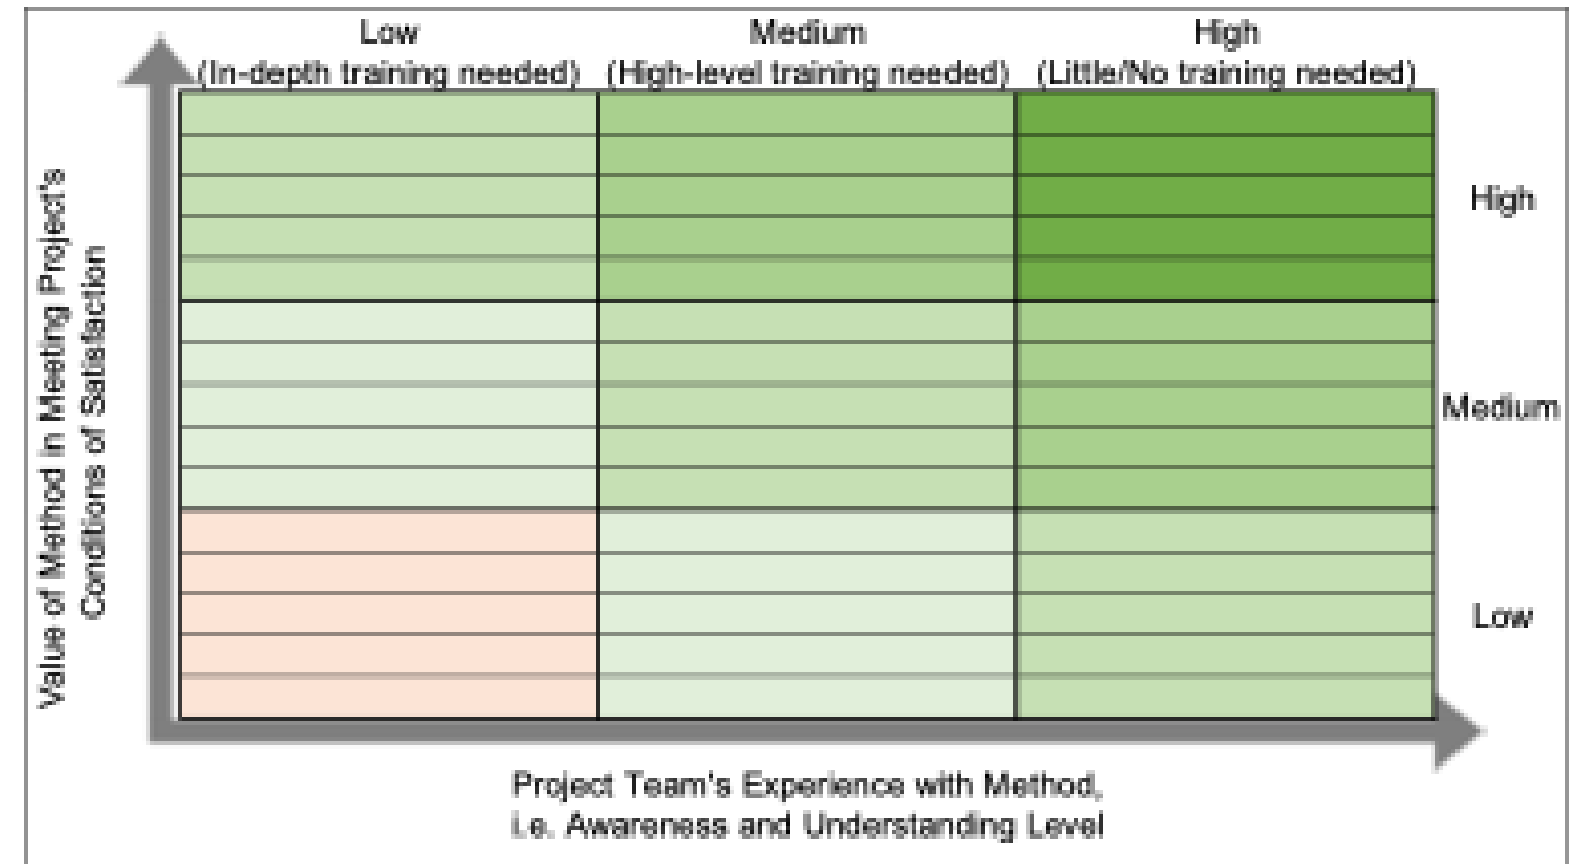 Low
(In-depth training needed)
Medium
(High-level training needed)
High
(Little/No training needed)
Value of Method in Meeting Project's
Conditions of Satisfaction
High
Medium
Low
Project Team's Experience with Method,
i.e. Awareness and Understanding Level